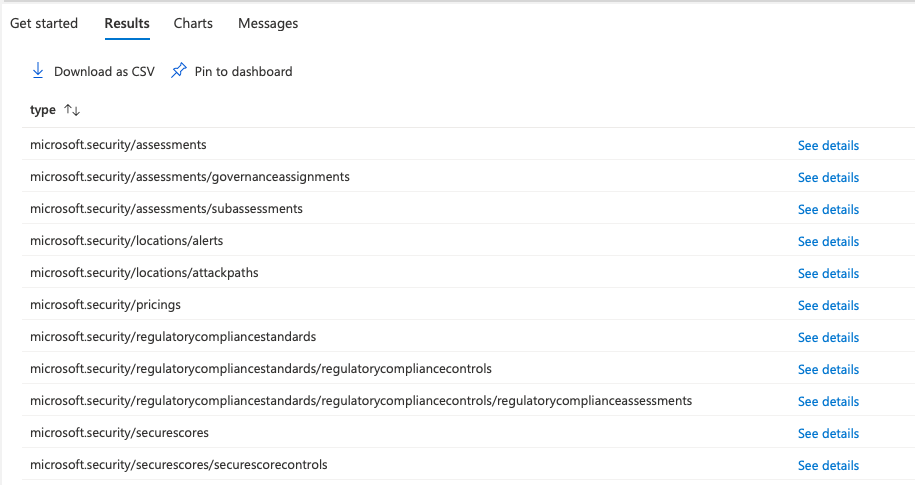 Get started Results Charts Messages
Download as CSV Pin to dashboard
type
microsoft.security/assessments See details
microsoft.security/assessments/governanceassignments See details
microsoft.security/assessments/subassessments See details
microsoft.security/locations/alerts See details
microsoft.security/locations/attackpaths See details
microsoft.security/pricings See details
microsoft.security/regulatorycompliancestandards See details
microsoft.security/regulatorycompliancestandards/regulatorycompliancecontrols See details
microsoft.security/regulatorycompliancestandards/regulatorycompliancecontrols/regulatorycomplianceassessments See details
microsoft.security/securescores See details
microsoft.security/securescores/securescorecontrols See details